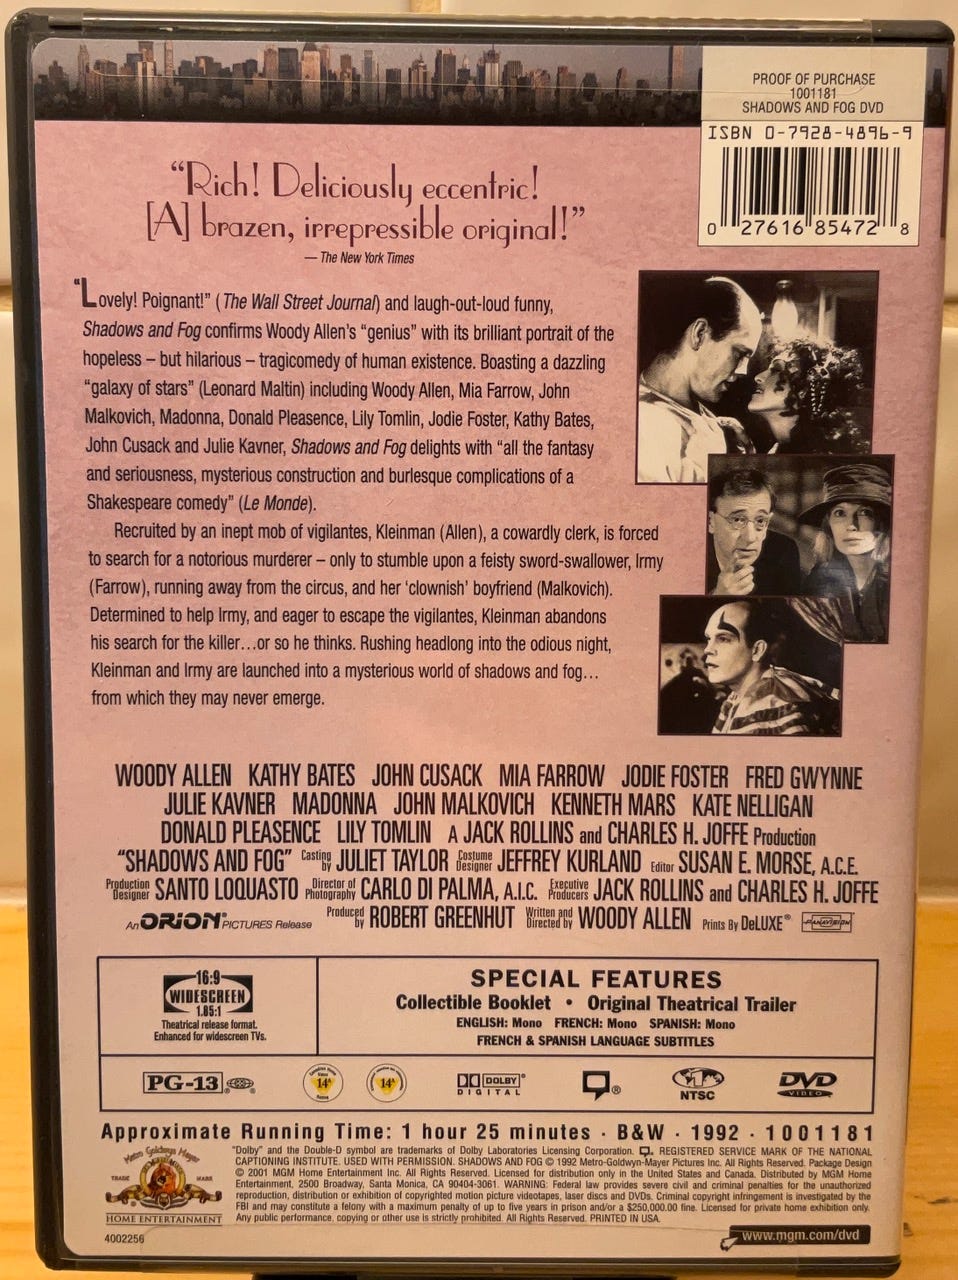 PROOF OF PURCHASE
1001181
SHADOWS AND FOG DVD
ISBN 0-7928-4896-9
0 27616 85472 8
“Rich! Deliciously eccentric!
[A] brazen, irrepressible original!”
— The New York Times
“Lovely! Poignant!” (The Wall Street Journal) and laugh-out-loud funny,
Shadows and Fog confirms Woody Allen’s “genius” with its brilliant portrait of the
hopeless – but hilarious – tragicomedy of human existence. Boasting a dazzling
“galaxy of stars” (Leonard Maltin) including Woody Allen, Mia Farrow, John
Malkovich, Madonna, Donald Pleasence, Lily Tomlin, Jodie Foster, Kathy Bates,
John Cusack and Julie Kavner, Shadows and Fog delights with “all the fantasy
and seriousness, mysterious construction and burlesque complications of a
Shakespeare comedy” (Le Monde).
Recruited by an inept mob of vigilantes, Kleinman (Allen), a cowardly clerk, is forced
to search for a notorious murderer – only to stumble upon a feisty sword-swallower, Irmy
(Farrow), running away from the circus, and her ‘clownish’ boyfriend (Malkovich).
Determined to help Irmy, and eager to escape the vigilantes, Kleinman abandons
his search for the killer…or so he thinks. Rushing headlong into the odious night,
Kleinman and Irmy are launched into a mysterious world of shadows and fog…
from which they may never emerge.
WOODY ALLEN KATHY BATES JOHN CUSACK MIA FARROW JODIE FOSTER FRED GWYNNE
JULIE KAVNER MADONNA JOHN MALKOVICH KENNETH MARS KATE NELLIGAN
DONALD PLEASENCE LILY TOMLIN A JACK ROLLINS and CHARLES H. JOFFE Production
“SHADOWS AND FOG” Casting by JULIET TAYLOR Costume Designer JEFFREY KURLAND Editor SUSAN E. MORSE, A.C.E.
Production Designer SANTO LOQUASTO Director of Photography CARLO DI PALMA, A.I.C. Executive Producers JACK ROLLINS and CHARLES H. JOFFE
An ORION PICTURES Release Produced by ROBERT GREENHUT Written and Directed by WOODY ALLEN Prints By DeLUXE® PANAVISION
16:9
WIDESCREEN
1.85:1
Theatrical release format.
Enhanced for widescreen TVs.
SPECIAL FEATURES
Collectible Booklet • Original Theatrical Trailer
ENGLISH: Mono FRENCH: Mono SPANISH: Mono
FRENCH & SPANISH LANGUAGE SUBTITLES
PG-13 ® 14A 14A DOLBY® DIGITAL ® NTSC DVD VIDEO
Approximate Running Time: 1 hour 25 minutes · B&W · 1992 · 1001181
Metro Goldwyn Mayer
TRADE MARK
HOME ENTERTAINMENT
4002256
"Dolby" and the Double-D symbol are trademarks of Dolby Laboratories Licensing Corporation. REGISTERED SERVICE MARK OF THE NATIONAL
CAPTIONING INSTITUTE. USED WITH PERMISSION. SHADOWS AND FOG © 1992 Metro-Goldwyn-Mayer Pictures Inc. All Rights Reserved. Package Design
© 2001 MGM Home Entertainment Inc. All Rights Reserved. Licensed for distribution only in the United States and Canada. Distributed by MGM Home
Entertainment, 2500 Broadway, Santa Monica, CA 90404-3061. WARNING: Federal law provides severe civil and criminal penalties for the unauthorized
reproduction, distribution or exhibition of copyrighted motion picture videotapes, laser discs and DVDs. Criminal copyright infringement is investigated by the
FBI and may constitute a felony with a maximum penalty of up to five years in prison and/or a $250,000.00 fine. Licensed for private home exhibition only.
Any public performance, copying or other use is strictly prohibited. All Rights Reserved. PRINTED IN USA.
www.mgm.com/dvd